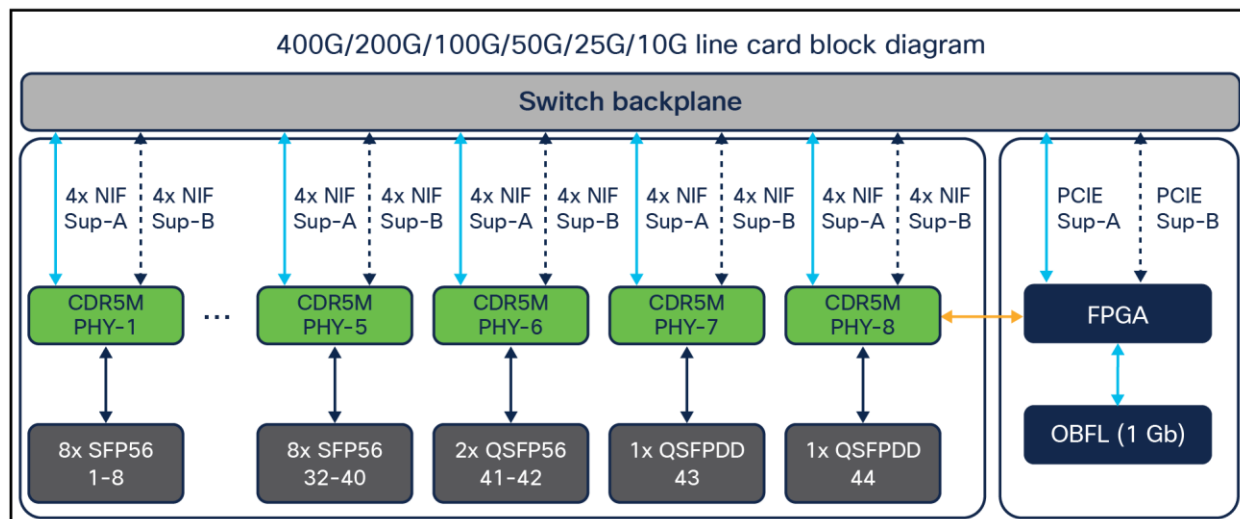 400G/200G/100G/50G/25G/10G line card block diagram
Switch backplane
4x NIF
Sup-A
4x NIF
Sup-B
4x NIF
Sup-A
4x NIF
Sup-B
4x NIF
Sup-A
4x NIF
Sup-B
4x NIF
Sup-A
4x NIF
Sup-B
4x NIF
Sup-A
4x NIF
Sup-B
PCIE
Sup-A
PCIE
Sup-B
CDR5M
PHY-1
...
CDR5M
PHY-5
CDR5M
PHY-6
CDR5M
PHY-7
CDR5M
PHY-8
FPGA
8x SFP56
1-8
8x SFP56
32-40
2x QSFP56
41-42
1x QSFPDD
43
1x QSFPDD
44
OBFL (1 Gb)